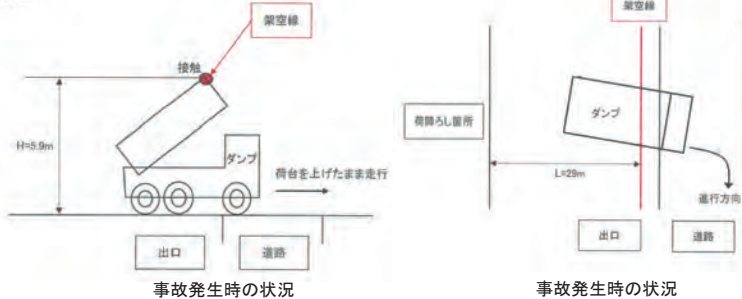 架空線
接触
H=5.9m
ダンプ
荷台を上げたまま走行
出口
道路
事故発生時の状況
架空線
荷降ろし箇所
ダンプ
L=29m
進行方向
出口
道路
事故発生時の状況